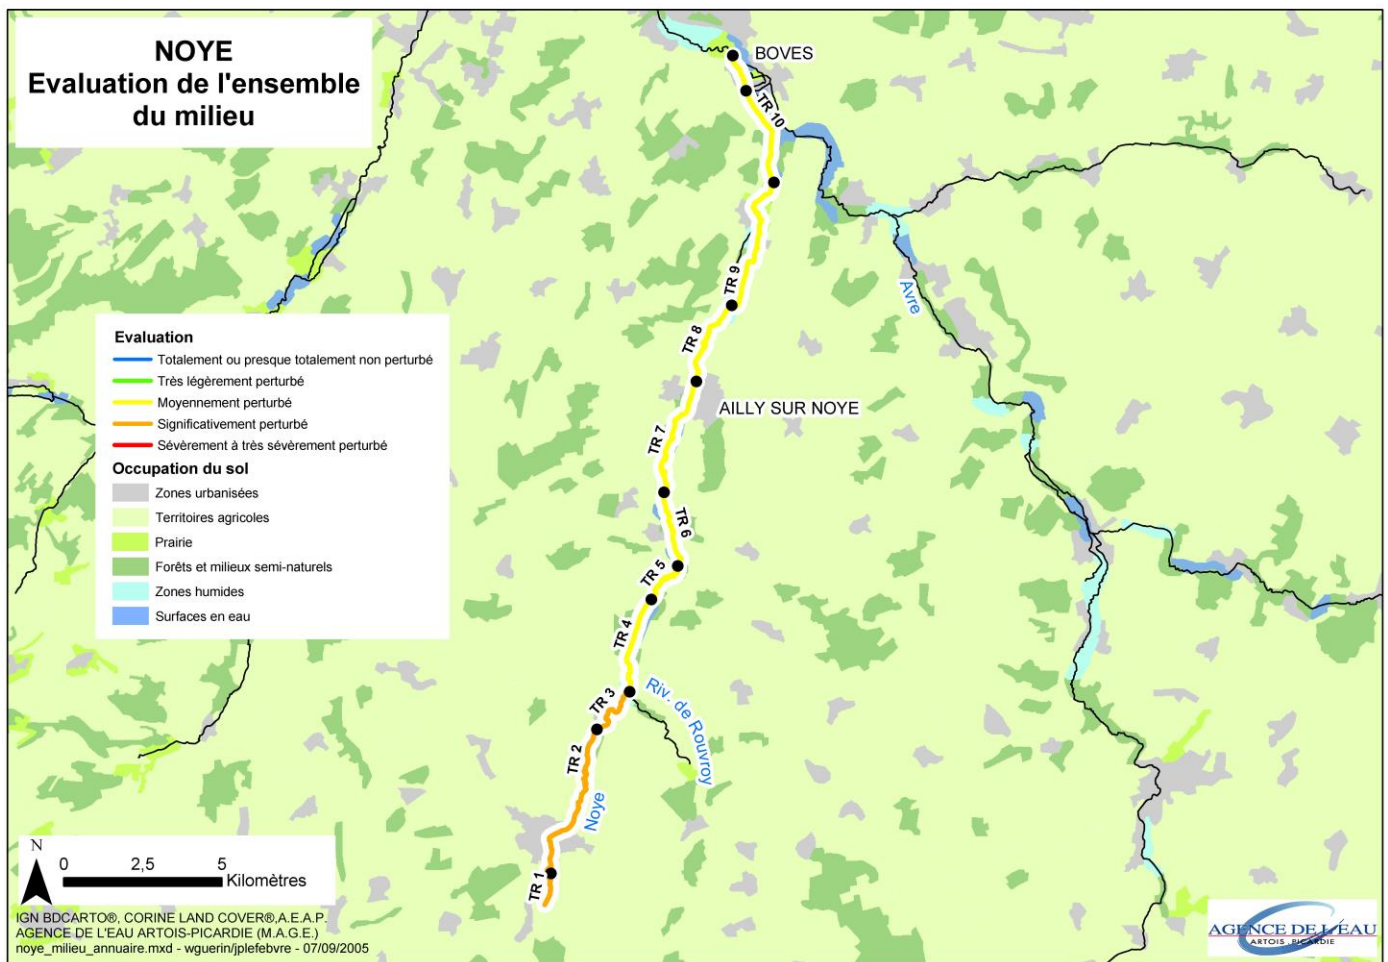 NOYE
Evaluation de l'ensemble
du milieu
BOVES
TR 10
TR 9
Avre
TR 8
AILLY SUR NOYE
TR 7
TR 6
TR 5
TR 4
TR 3
Riv. de Rouvroy
TR 2
Noye
TR 1
Evaluation
Totalement ou presque totalement non perturbé
Très légèrement perturbé
Moyennement perturbé
Significativement perturbé
Sévèrement à très sévèrement perturbé
Occupation du sol
Zones urbanisées
Territoires agricoles
Prairie
Forêts et milieux semi-naturels
Zones humides
Surfaces en eau
N
0 2,5 5
Kilomètres
IGN BDCARTO®, CORINE LAND COVER®,A.E.A.P.
AGENCE DE L'EAU ARTOIS-PICARDIE (M.A.G.E.)
noye_milieu_annuaire.mxd - wguerin/jplefebvre - 07/09/2005
AGENCE DE L'EAU
ARTOIS . PICARDIE